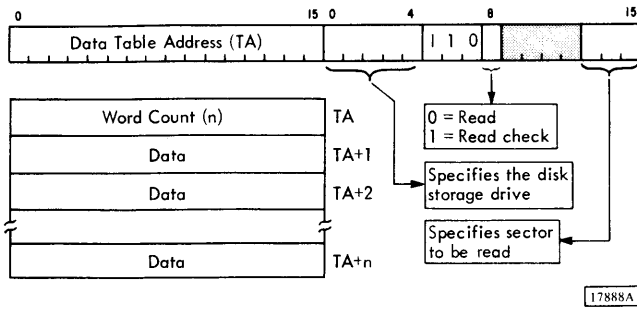 0 15 0 4 8 15
Data Table Address (TA) 1 1 0
Word Count (n) TA
Data TA+1
Data TA+2
Data TA+n
0 = Read
1 = Read check
Specifies the disk
storage drive
Specifies sector
to be read
17888A